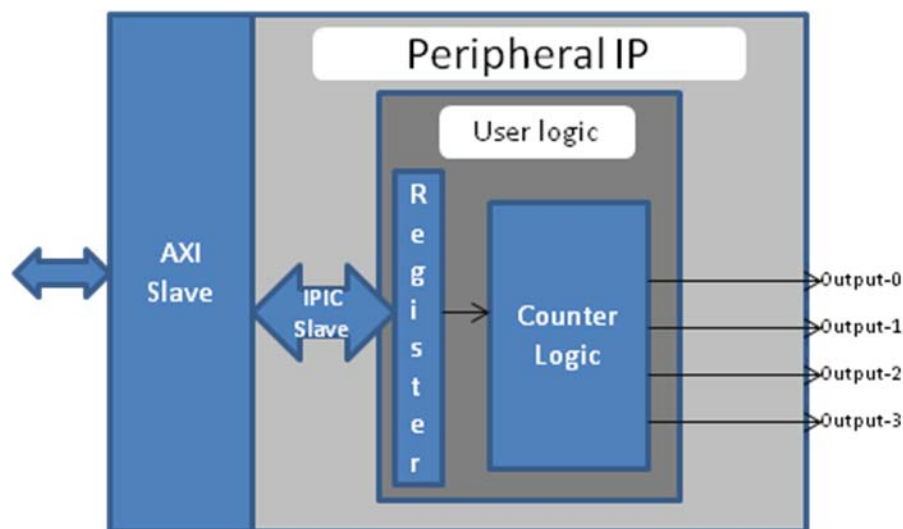 Peripheral IP
User logic
AXI
Slave
IPIC
Slave
R
e
g
i
s
t
e
r
Counter
Logic
Output-0
Output-1
Output-2
Output-3